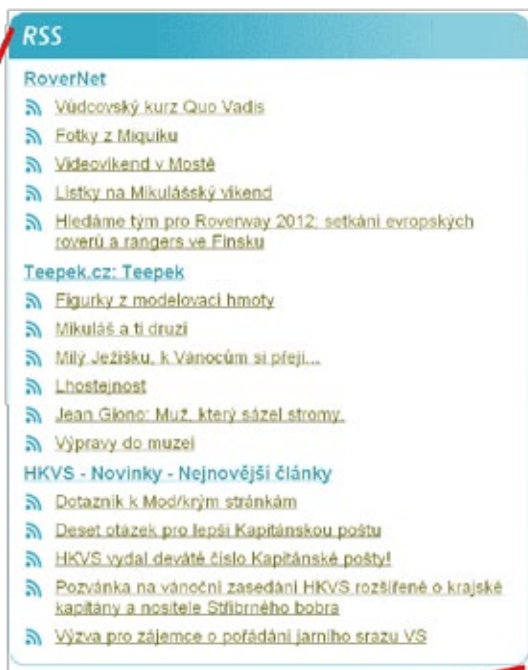 RSS
RoverNet
Vůdcovský kurz Quo Vadis
Fotky z Miquiku
Videovíkend v Mostě
Lístky na Mikulášský víkend
Hledáme tým pro Roverway 2012; setkání evropských
roverů a rangers ve Finsku
Teepek.cz: Teepek
Figurky z modelovací hmoty
Mikuláš a ti druzí
Milý Ježíšku, k Vánocům si přeji...
Lhostejnost
Jean Giono: Muž, který sázel stromy.
Výpravy do muzeí
HKVS - Novinky - Nejnovější články
Dotazník k Mod/krým stránkám
Deset otázek pro lepší Kapitánskou poštu
HKVS vydal deváté číslo Kapitánské pošty!
Pozvánka na vánoční zasedání HKVS rozšířené o krajské
kapitány a nositele Stříbrného bobra
Výzva pro zájemce o pořádání jarního srazu VS